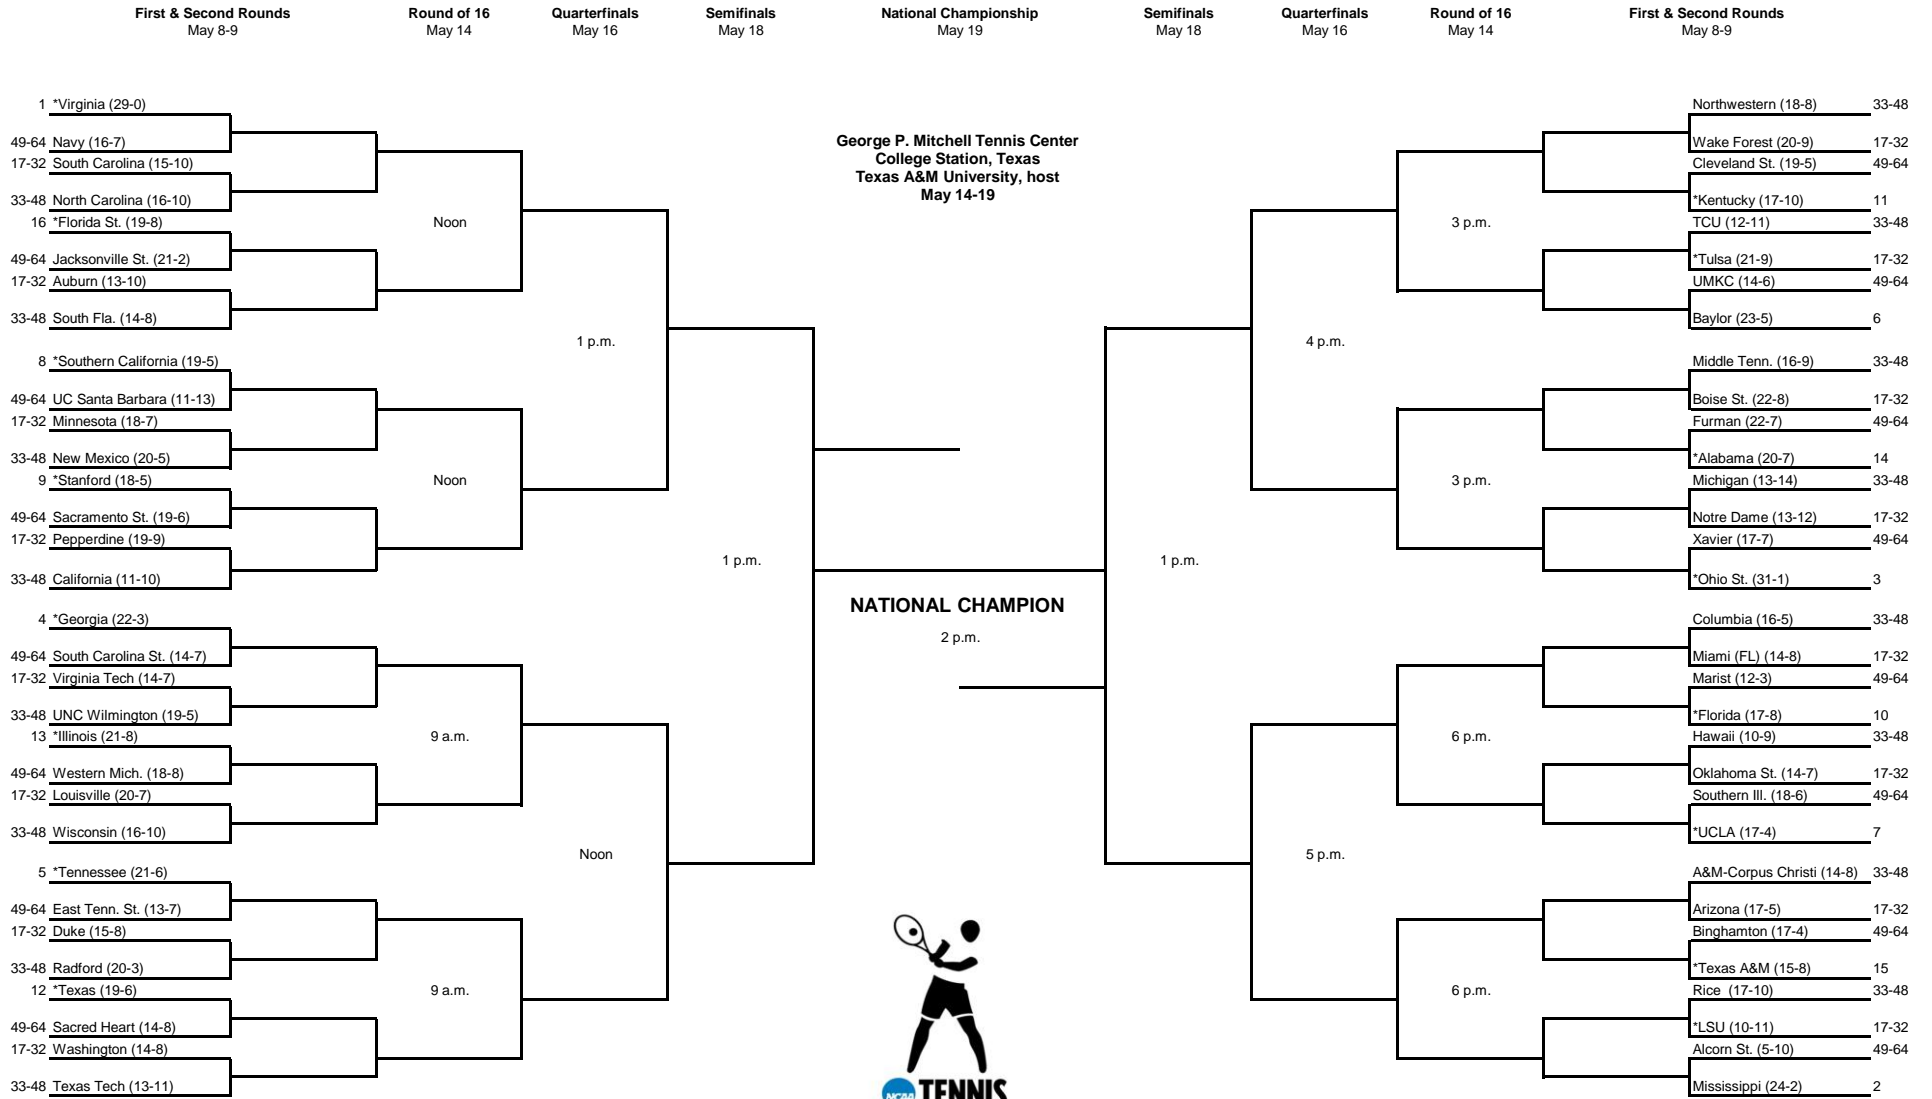 First & Second Rounds
May 8-9
Round of 16
May 14
Quarterfinals
May 16
Semifinals
May 18
National Championship
May 19
Semifinals
May 18
Quarterfinals
May 16
Round of 16
May 14
First & Second Rounds
May 8-9
1 *Virginia (29-0)
49-64 Navy (16-7)
17-32 South Carolina (15-10)
33-48 North Carolina (16-10)
16 *Florida St. (19-8)
49-64 Jacksonville St. (21-2)
17-32 Auburn (13-10)
33-48 South Fla. (14-8)
8 *Southern California (19-5)
49-64 UC Santa Barbara (11-13)
17-32 Minnesota (18-7)
33-48 New Mexico (20-5)
9 *Stanford (18-5)
49-64 Sacramento St. (19-6)
17-32 Pepperdine (19-9)
33-48 California (11-10)
4 *Georgia (22-3)
49-64 South Carolina St. (14-7)
17-32 Virginia Tech (14-7)
33-48 UNC Wilmington (19-5)
13 *Illinois (21-8)
49-64 Western Mich. (18-8)
17-32 Louisville (20-7)
33-48 Wisconsin (16-10)
5 *Tennessee (21-6)
49-64 East Tenn. St. (13-7)
17-32 Duke (15-8)
33-48 Radford (20-3)
12 *Texas (19-6)
49-64 Sacred Heart (14-8)
17-32 Washington (14-8)
33-48 Texas Tech (13-11)
Noon
Noon
9 a.m.
9 a.m.
1 p.m.
Noon
1 p.m.
George P. Mitchell Tennis Center
College Station, Texas
Texas A&M University, host
May 14-19
NATIONAL CHAMPION
2 p.m.
NCAA TENNIS
1 p.m.
4 p.m.
5 p.m.
3 p.m.
3 p.m.
6 p.m.
6 p.m.
Northwestern (18-8) 33-48
Wake Forest (20-9) 17-32
Cleveland St. (19-5) 49-64
*Kentucky (17-10) 11
TCU (12-11) 33-48
*Tulsa (21-9) 17-32
UMKC (14-6) 49-64
Baylor (23-5) 6
Middle Tenn. (16-9) 33-48
Boise St. (22-8) 17-32
Furman (22-7) 49-64
*Alabama (20-7) 14
Michigan (13-14) 33-48
Notre Dame (13-12) 17-32
Xavier (17-7) 49-64
*Ohio St. (31-1) 3
Columbia (16-5) 33-48
Miami (FL) (14-8) 17-32
Marist (12-3) 49-64
*Florida (17-8) 10
Hawaii (10-9) 33-48
Oklahoma St. (14-7) 17-32
Southern Ill. (18-6) 49-64
*UCLA (17-4) 7
A&M-Corpus Christi (14-8) 33-48
Arizona (17-5) 17-32
Binghamton (17-4) 49-64
*Texas A&M (15-8) 15
Rice (17-10) 33-48
*LSU (10-11) 17-32
Alcorn St. (5-10) 49-64
Mississippi (24-2) 2